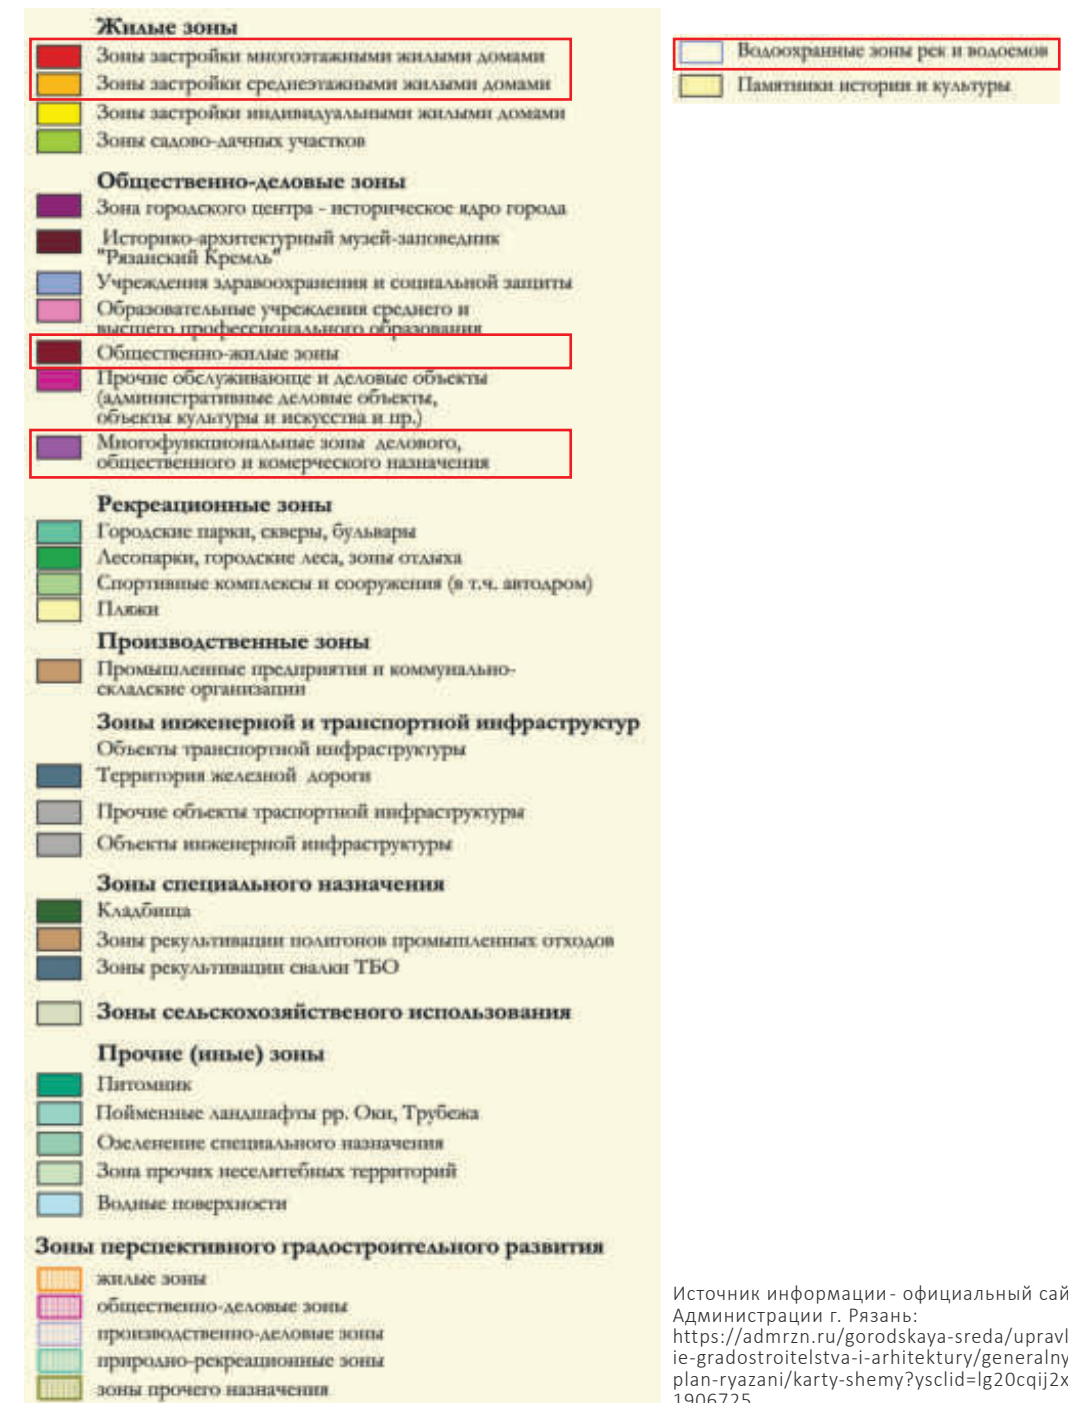 Жилые зоны
Зоны застройки многоэтажными жилыми домами
Зоны застройки среднеэтажными жилыми домами
Зоны застройки индивидуальными жилыми домами
Зоны садово-дачных участков
Общественно-деловые зоны
Зона городского центра - историческое ядро города
Историко-архитектурный музей-заповедник
"Рязанский Кремль"
Учреждения здравоохранения и социальной защиты
Образовательные учреждения среднего и
высшего профессионального образования
Общественно-жилые зоны
Прочие обслуживающе и деловые объекты
(административные деловые объекты,
объекты культуры и искусства и пр.)
Многофункциональные зоны делового,
общественного и комерческого назначения
Рекреационные зоны
Городские парки, скверы, бульвары
Лесопарки, городские леса, зоны отдыха
Спортивные комплексы и сооружения (в т.ч. автодром)
Пляжи
Производственные зоны
Промышленные предприятия и коммунально-
складские организации
Зоны инженерной и транспортной инфраструктур
Объекты транспортной инфраструктуры
Территория железной дороги
Прочие объекты траспортной инфраструктуры
Объекты инженерной инфраструктуры
Зоны специального назначения
Кладбища
Зоны рекультивации полигонов промышленных отходов
Зоны рекультивации свалки ТБО
Зоны сельскохозяйственого использования
Прочие (иные) зоны
Питомник
Пойменные ландшафты рр. Оки, Трубежа
Озеленение специального назначения
Зона прочих неселитебных территорий
Водные поверхности
Зоны перспективного градостроительного развития
жилые зоны
общественно-деловые зоны
производственно-деловые зоны
природно-рекреационные зоны
зоны прочего назначения
Водоохранные зоны рек и водоемов
Памятники истории и культуры
Источник информации - официальный сай
Администрации г. Рязань:
https://admrzn.ru/gorodskaya-sreda/upravl
ie-gradostroitelstva-i-arhitektury/generalny
plan-ryazani/karty-shemy?ysclid=lg20cqij2x
1906725